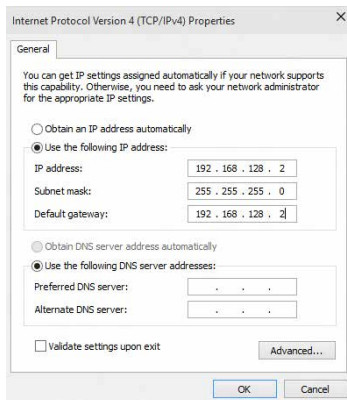 Internet Protocol Version 4 (TCP/IPv4) Properties
General
You can get IP settings assigned automatically if your network supports
this capability. Otherwise, you need to ask your network administrator
for the appropriate IP settings.
Obtain an IP address automatically
Use the following IP address:
IP address: 192 . 168 . 128 . 2
Subnet mask: 255 . 255 . 255 . 0
Default gateway: 192 . 168 . 128 . 2
Obtain DNS server address automatically
Use the following DNS server addresses:
Preferred DNS server: . . .
Alternate DNS server: . . .
Validate settings upon exit
Advanced...
OK Cancel